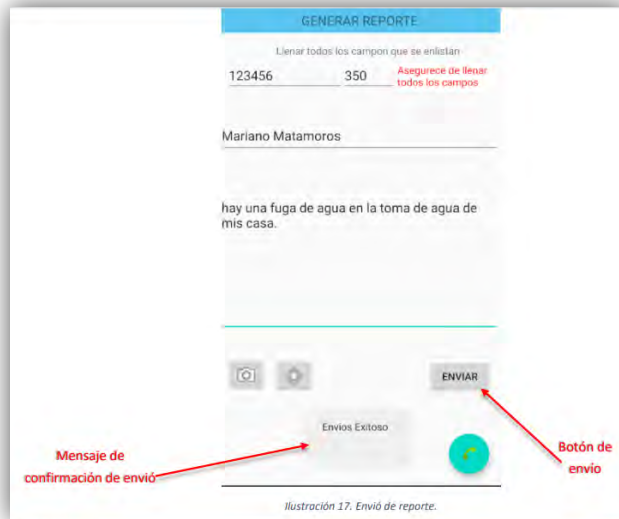 GENERAR REPORTE
Llenar todos los campon que se enlistan
123456
350
Asegurece de llenar
todos los campos
Mariano Matamoros
hay una fuga de agua en la toma de agua de
mis casa.
ENVIAR
Envios Exitoso
Mensaje de
confirmación de envió
Botón de
envío
Ilustración 17. Envió de reporte.